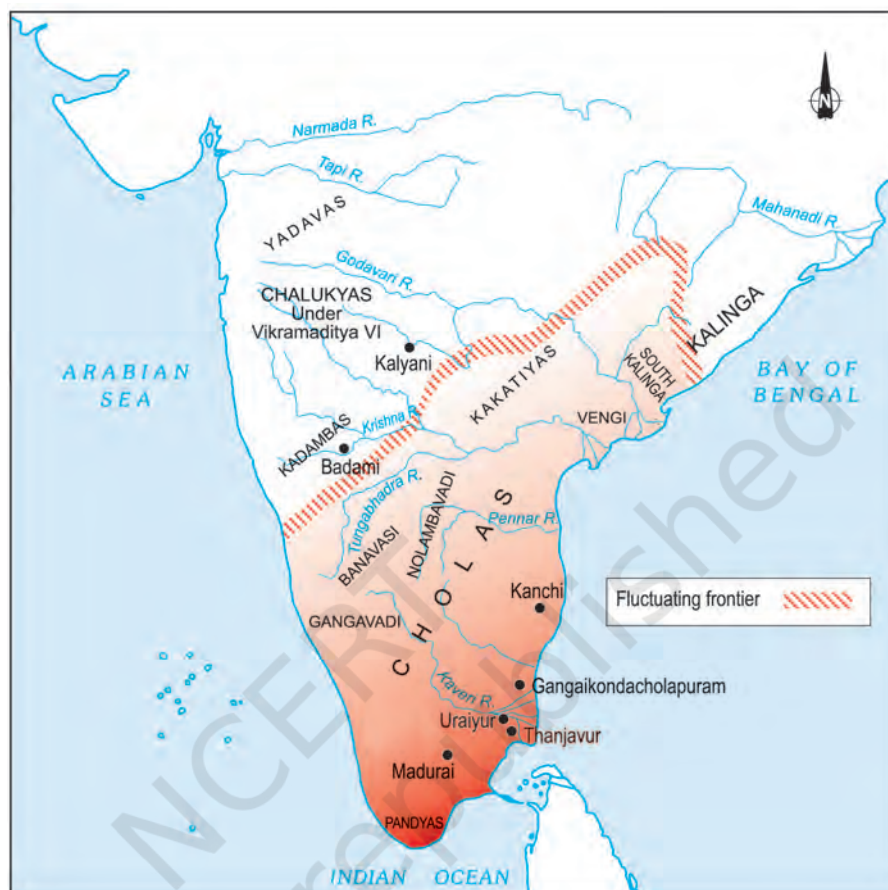 Narmada R.
Tapi R.
Mahanadi R.
YADAVAS
Godavari R.
CHALUKYAS
Under
Vikramaditya VI
Kalyani
KALINGA
ARABIAN
SEA
BAY OF
BENGAL
SOUTH
KALINGA
KAKATIYAS
VENGI
KADAMBAS
Krishna R.
Badami
Tungabhadra R.
BANAVASI
NOLAMBAVADI
Pennar R.
CHOLAS
Kanchi
Fluctuating frontier
GANGAVADI
Kaveri R.
Gangaikondacholapuram
Uraiyur
Thanjavur
Madurai
PANDYAS
INDIAN OCEAN
N
NCERT
republished